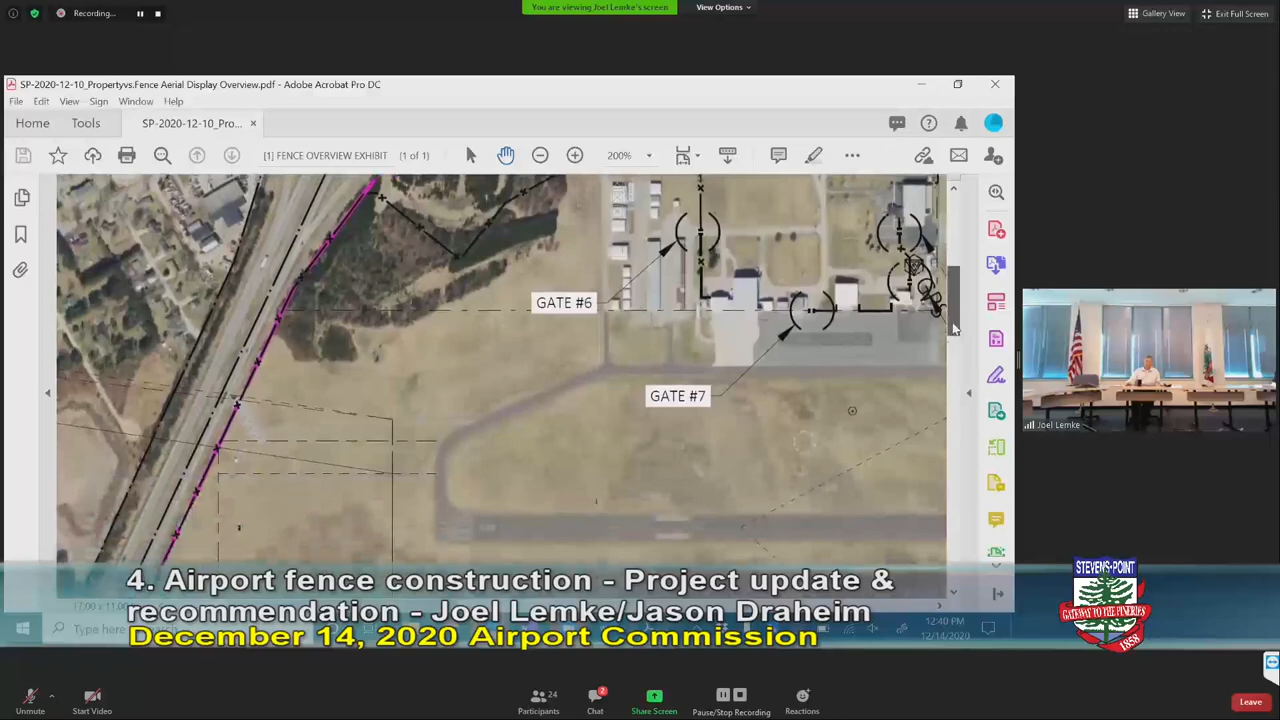 Recording...
You are viewing Joel Lemke's screen
View Options
Gallery View
Exit Full Screen
SP-2020-12-10_Propertyvs.Fence Aerial Display Overview.pdf - Adobe Acrobat Pro DC
File Edit View Sign Window Help
Home Tools SP-2020-12-10_Pro...
[1] FENCE OVERVIEW EXHIBIT (1 of 1) 200%
GATE #6
GATE #7
Joel Lemke
4. Airport fence construction - Project update &
recommendation - Joel Lemke/Jason Draheim
December 14, 2020 Airport Commission
STEVENS POINT
GATEWAY TO THE PINERIES
1858
17.00 x 11.00
Type here
12:40 PM
12/14/2020
Unmute
Start Video
24
Participants
2
Chat
Share Screen
Pause/Stop Recording
Reactions
Leave